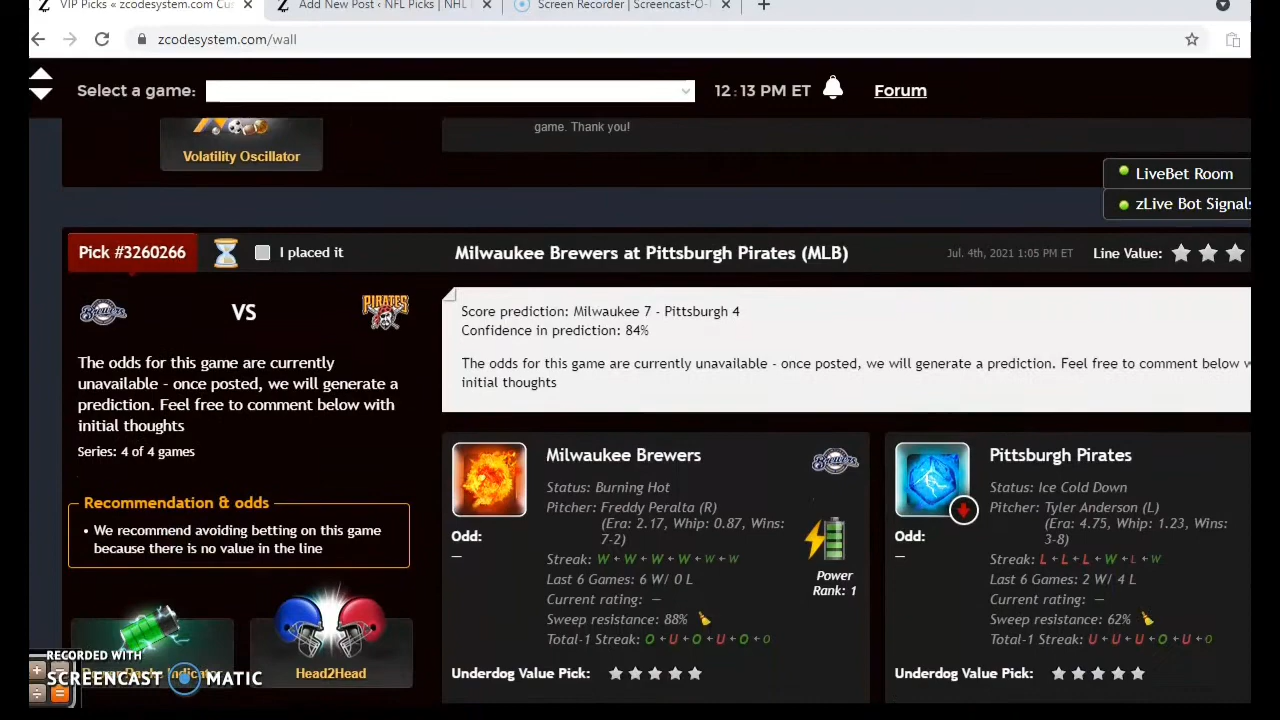 VIP Picks « zcodesystem.com Cus
Add New Post ‹ NFL Picks | NHL
Screen Recorder | Screencast-O-
zcodesystem.com/wall
Select a game:
12:13 PM ET
Forum
Volatility Oscillator
game. Thank you!
LiveBet Room
zLive Bot Signals
Pick #3260266
I placed it
Milwaukee Brewers at Pittsburgh Pirates (MLB)
Jul. 4th, 2021 1:05 PM ET
Line Value:
BREWERS
VS
PIRATES
The odds for this game are currently
unavailable - once posted, we will generate a
prediction. Feel free to comment below with
initial thoughts
Series: 4 of 4 games
Score prediction: Milwaukee 7 - Pittsburgh 4
Confidence in prediction: 84%
The odds for this game are currently unavailable - once posted, we will generate a prediction. Feel free to comment below w
initial thoughts
Recommendation & odds
• We recommend avoiding betting on this game
because there is no value in the line
Head2Head
Milwaukee Brewers
Status: Burning Hot
Pitcher: Freddy Peralta (R)
(Era: 2.17, Whip: 0.87, Wins:
7-2)
Odd:
—
Streak: W ← W ← W ← W ← W ← W
Last 6 Games: 6 W/ 0 L
Current rating: —
Sweep resistance: 88%
Total-1 Streak: O ← U ← O ← U ← O ← O
Power
Rank: 1
Underdog Value Pick:
Pittsburgh Pirates
Status: Ice Cold Down
Pitcher: Tyler Anderson (L)
(Era: 4.75, Whip: 1.23, Wins:
3-8)
Odd:
—
Streak: L ← L ← L ← W ← L ← W
Last 6 Games: 2 W/ 4 L
Current rating: —
Sweep resistance: 62%
Total-1 Streak: U ← U ← U ← O ← U ← O
Underdog Value Pick:
RECORDED WITH
SCREENCAST MATIC